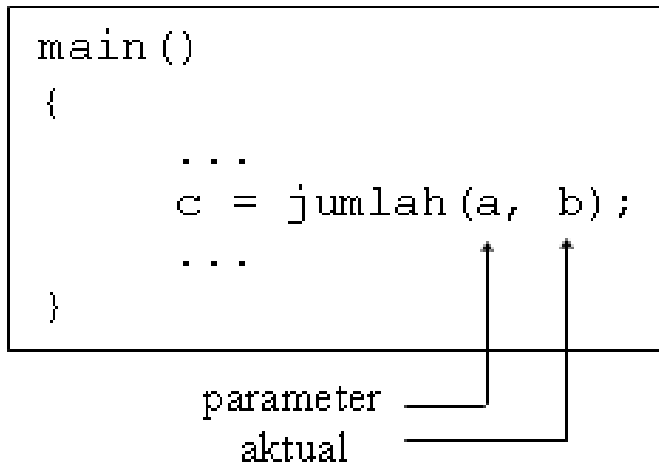 main()
{
...
c = jumlah(a, b);
...
}
parameter
aktual